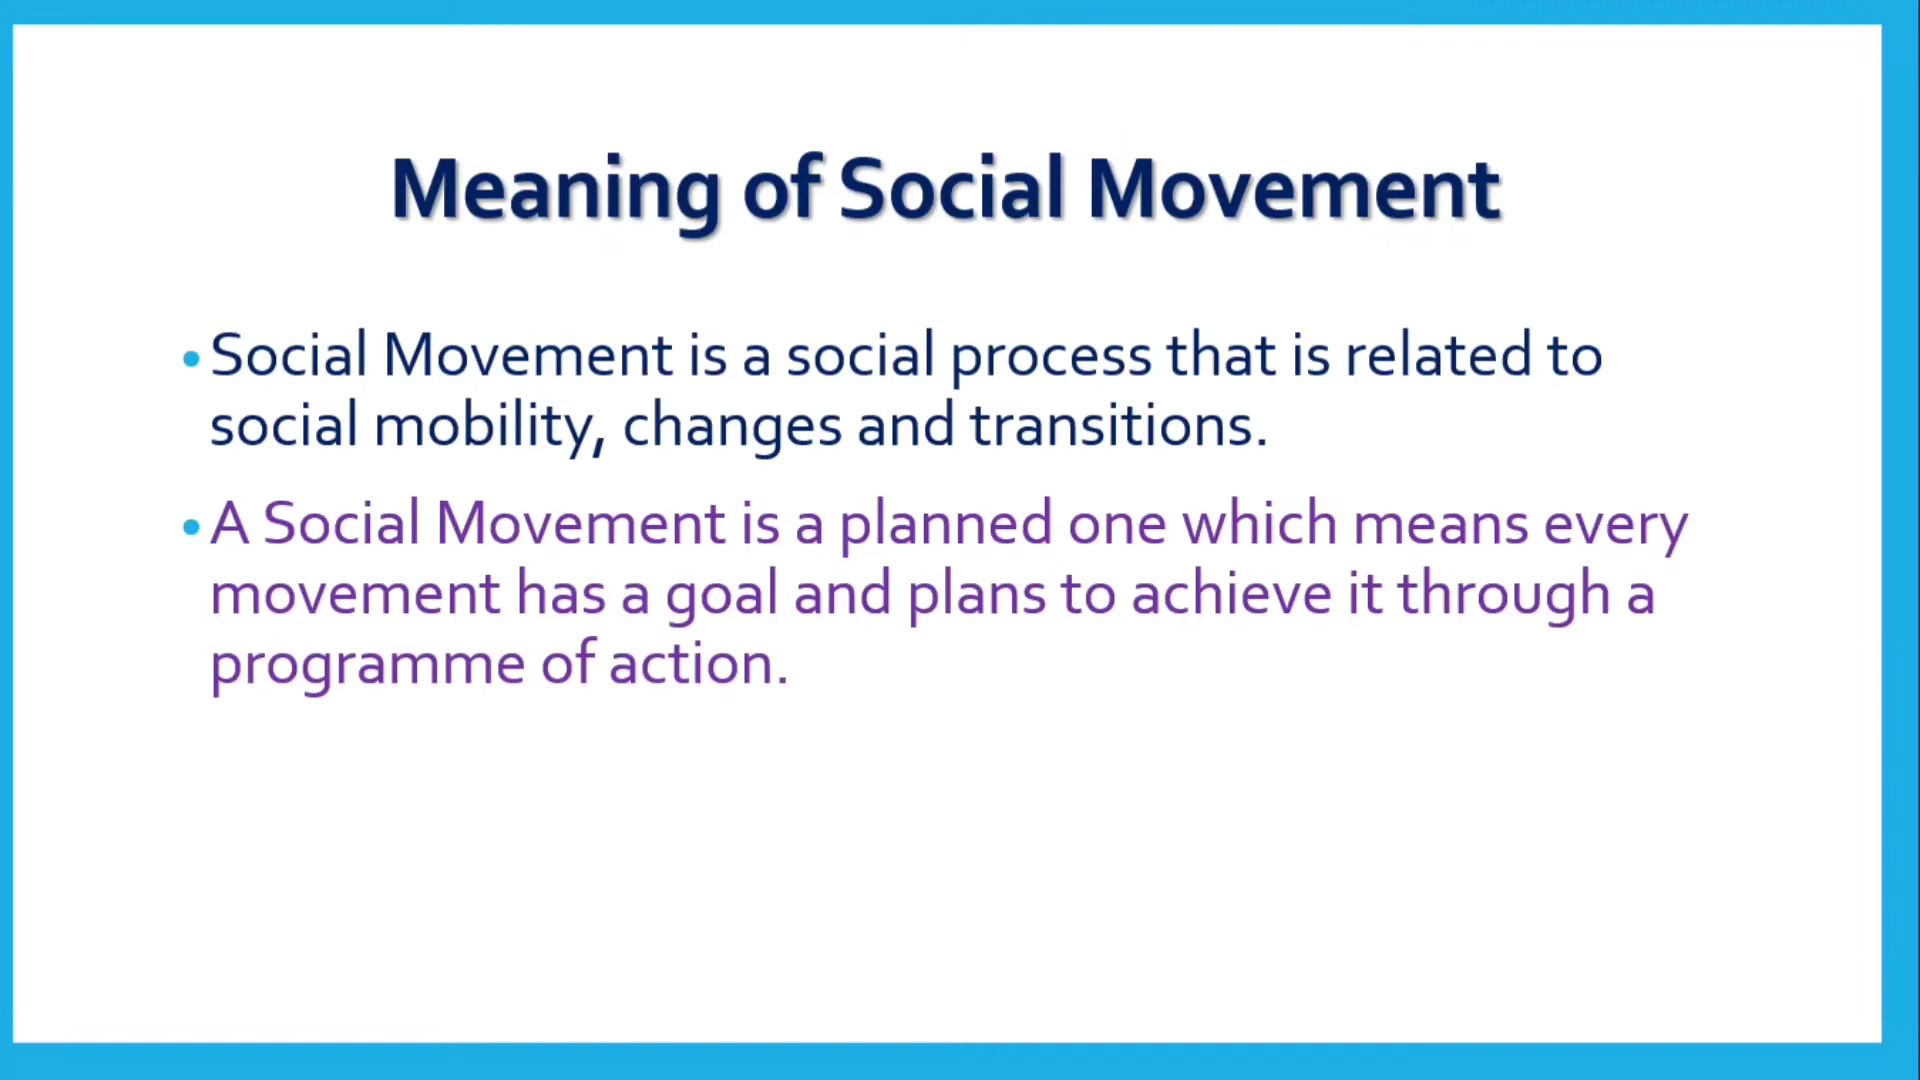 Meaning of Social Movement
• Social Movement is a social process that is related to
social mobility, changes and transitions.
• A Social Movement is a planned one which means every
movement has a goal and plans to achieve it through a
programme of action.